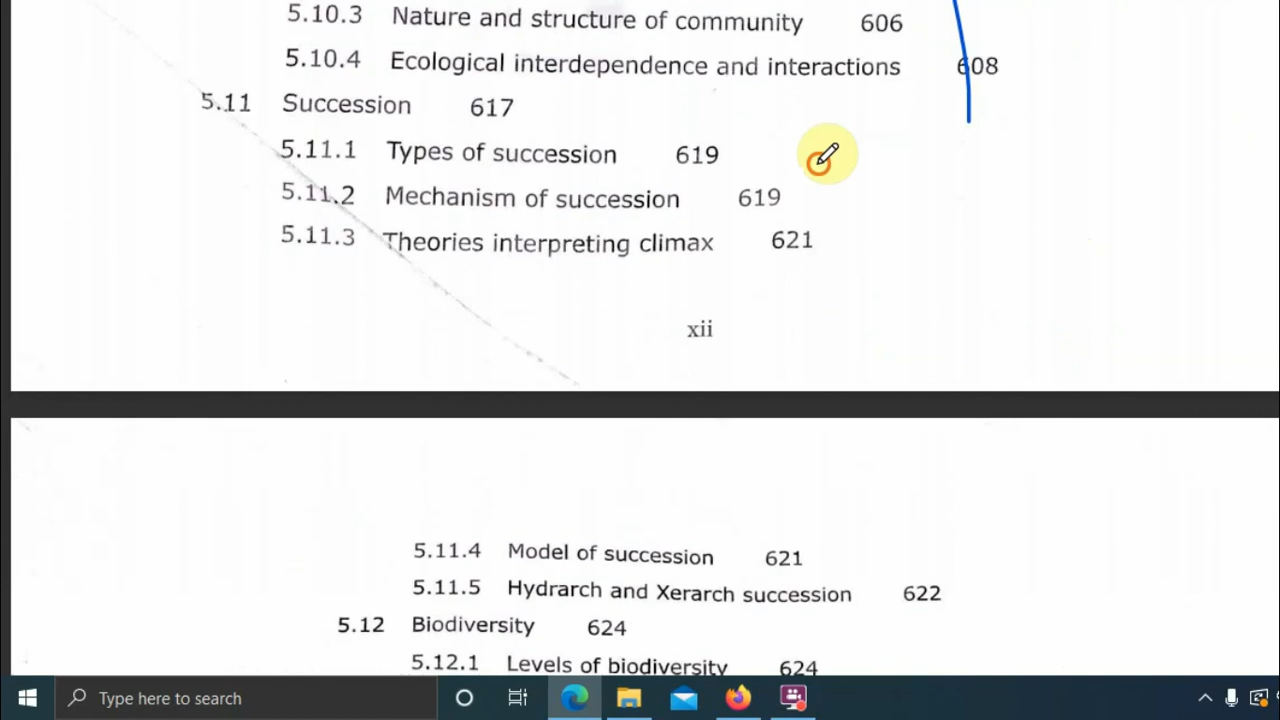 5.10.3 Nature and structure of community 606
5.10.4 Ecological interdependence and interactions 608
5.11 Succession 617
5.11.1 Types of succession 619
5.11.2 Mechanism of succession 619
5.11.3 Theories interpreting climax 621
xii
5.11.4 Model of succession 621
5.11.5 Hydrarch and Xerarch succession 622
5.12 Biodiversity 624
5.12.1 Levels of biodiversity 624
Type here to search